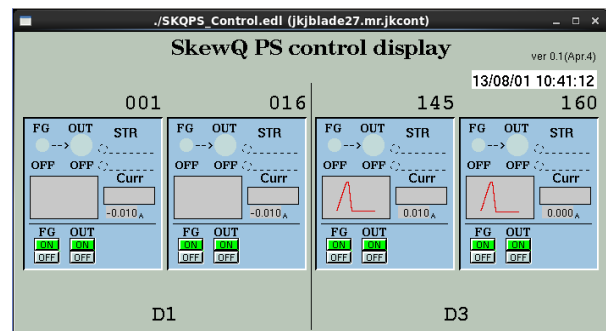 ./SKQPS_Control.edl (jkjblade27.mr.jkcont)
SkewQ PS control display
ver 0.1(Apr.4)
13/08/01 10:41:12
001 016 145 160
FG OUT STR FG OUT STR FG OUT STR FG OUT STR
OFF OFF OFF OFF OFF OFF OFF OFF
Curr Curr Curr Curr
-0.010 A -0.010 A 0.010 A 0.000 A
FG OUT FG OUT FG OUT FG OUT
ON ON ON ON ON ON ON ON
OFF OFF OFF OFF OFF OFF OFF OFF
D1 D3